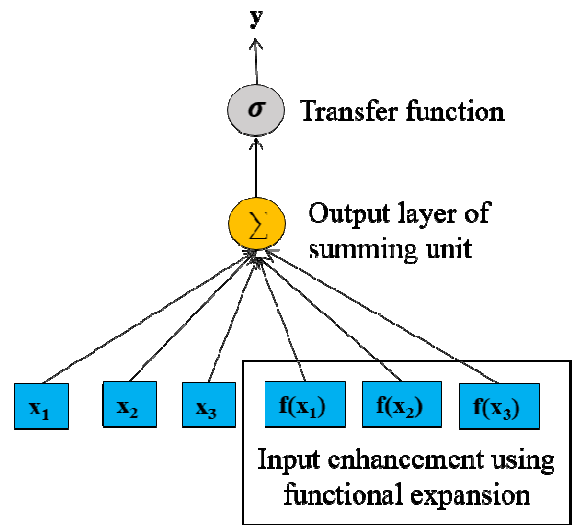 y
σ Transfer function
∑ Output layer of
summing unit
x₁ x₂ x₃ f(x₁) f(x₂) f(x₃)
Input enhancement using
functional expansion